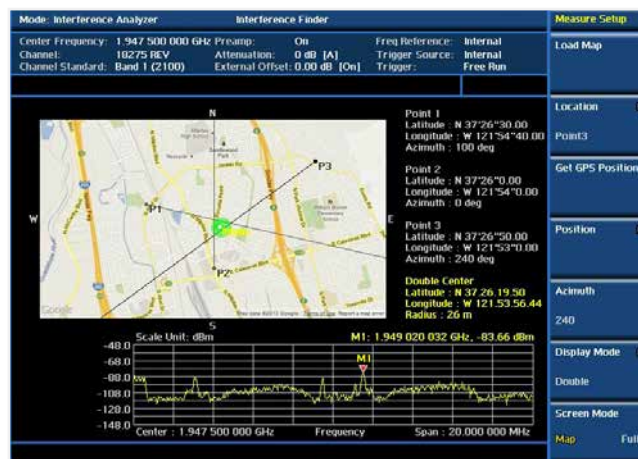 Mode: Interference Analyzer Interference Finder
Measure Setup
Center Frequency: 1.947 500 000 GHz Preamp: On Freq Reference: Internal
Channel: 10275 REV Attenuation: 0 dB [A] Trigger Source: Internal
Channel Standard: Band 1 (2100) External Offset: 0.00 dB [On] Trigger: Free Run
Load Map
Location
Point3
Get GPS Position
Position
Azimuth
240
Display Mode
Double
Screen Mode
Map Full
N
W
E
S
P1
P2
P3
Google
Point 1
Latitude : N 37'26"30.00
Longitude : W 121'54"40.00
Azimuth : 100 deg
Point 2
Latitude : N 37'26"0.00
Longitude : W 121'54"0.00
Azimuth : 0 deg
Point 3
Latitude : N 37'26"50.00
Longitude : W 121'53"0.00
Azimuth : 240 deg
Double Center
Latitude : N 37.26.19.50
Longitude : W 121.53.56.44
Radius : 26 m
Scale Unit: dBm M1: 1.949 020 032 GHz, -83.66 dBm
M1
-48.0
-68.0
-88.0
-108.0
-128.0
-148.0
Center : 1.947 500 000 GHz Frequency Span : 20.000 000 MHz